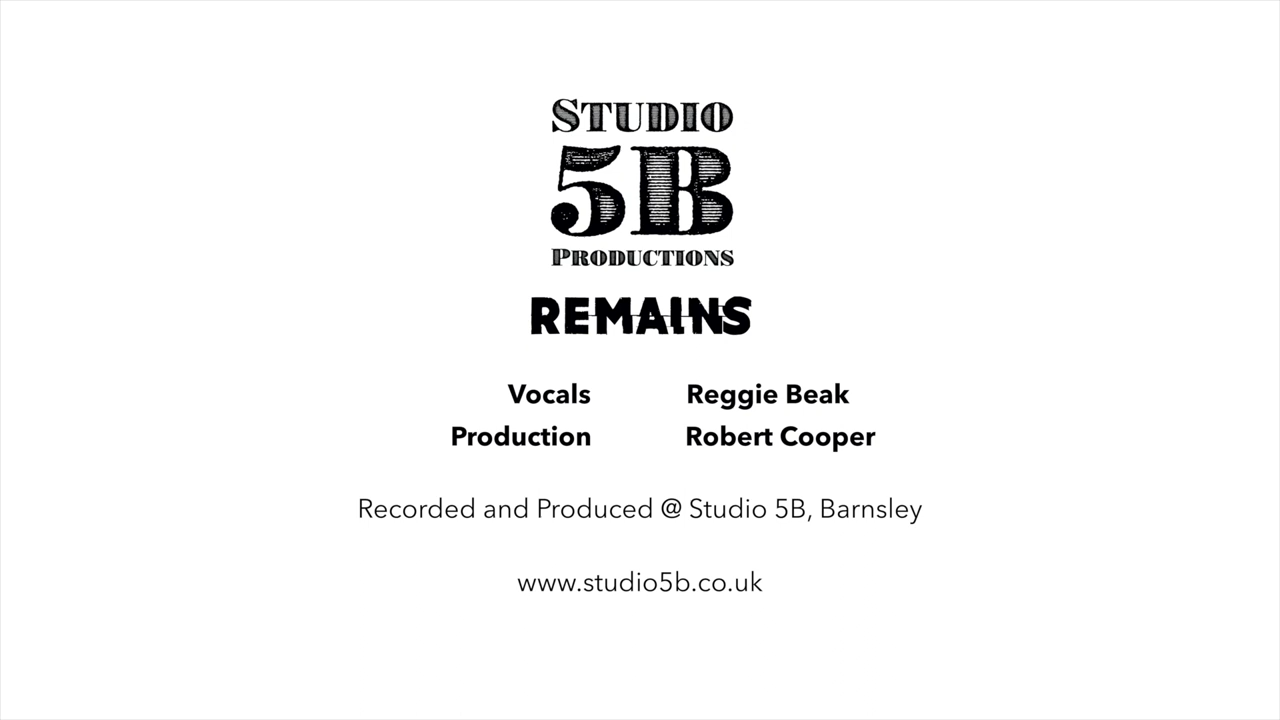 STUDIO
5B
PRODUCTIONS
REMAINS
Vocals Reggie Beak
Production Robert Cooper
Recorded and Produced @ Studio 5B, Barnsley
www.studio5b.co.uk